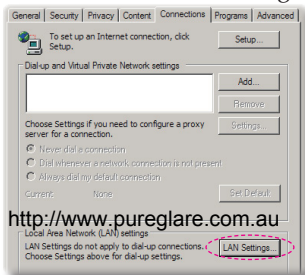 General Security Privacy Content Connections Programs Advanced
To set up an Internet connection, click Setup.
Setup...
Dial-up and Virtual Private Network settings
Add...
Remove
Choose Settings if you need to configure a proxy
server for a connection.
Settings...
Never dial a connection
Dial whenever a network connection is not present
Always dial my default connection
Current None
Set Default
http://www.pureglare.com.au
Local Area Network (LAN) settings
LAN Settings do not apply to dial-up connections.
Choose Settings above for dial-up settings.
LAN Settings...